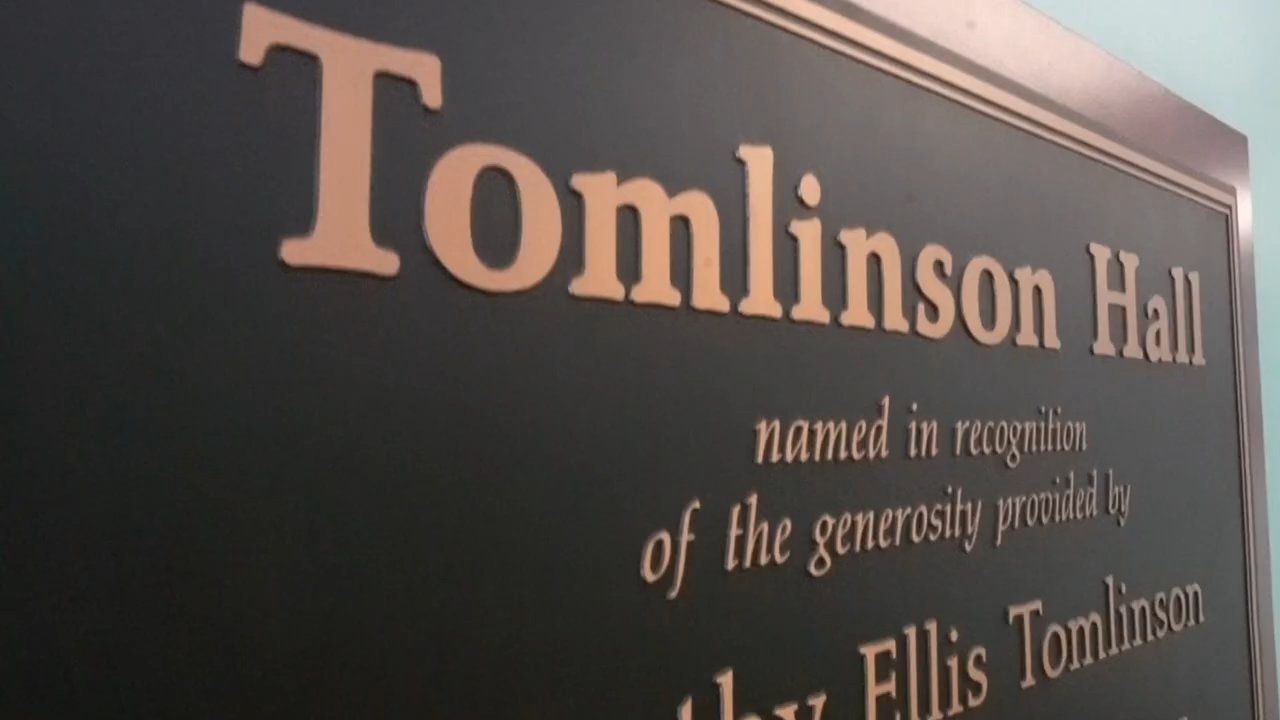 Tomlinson Hall
named in recognition
of the generosity provided by
Ellis Tomlinson